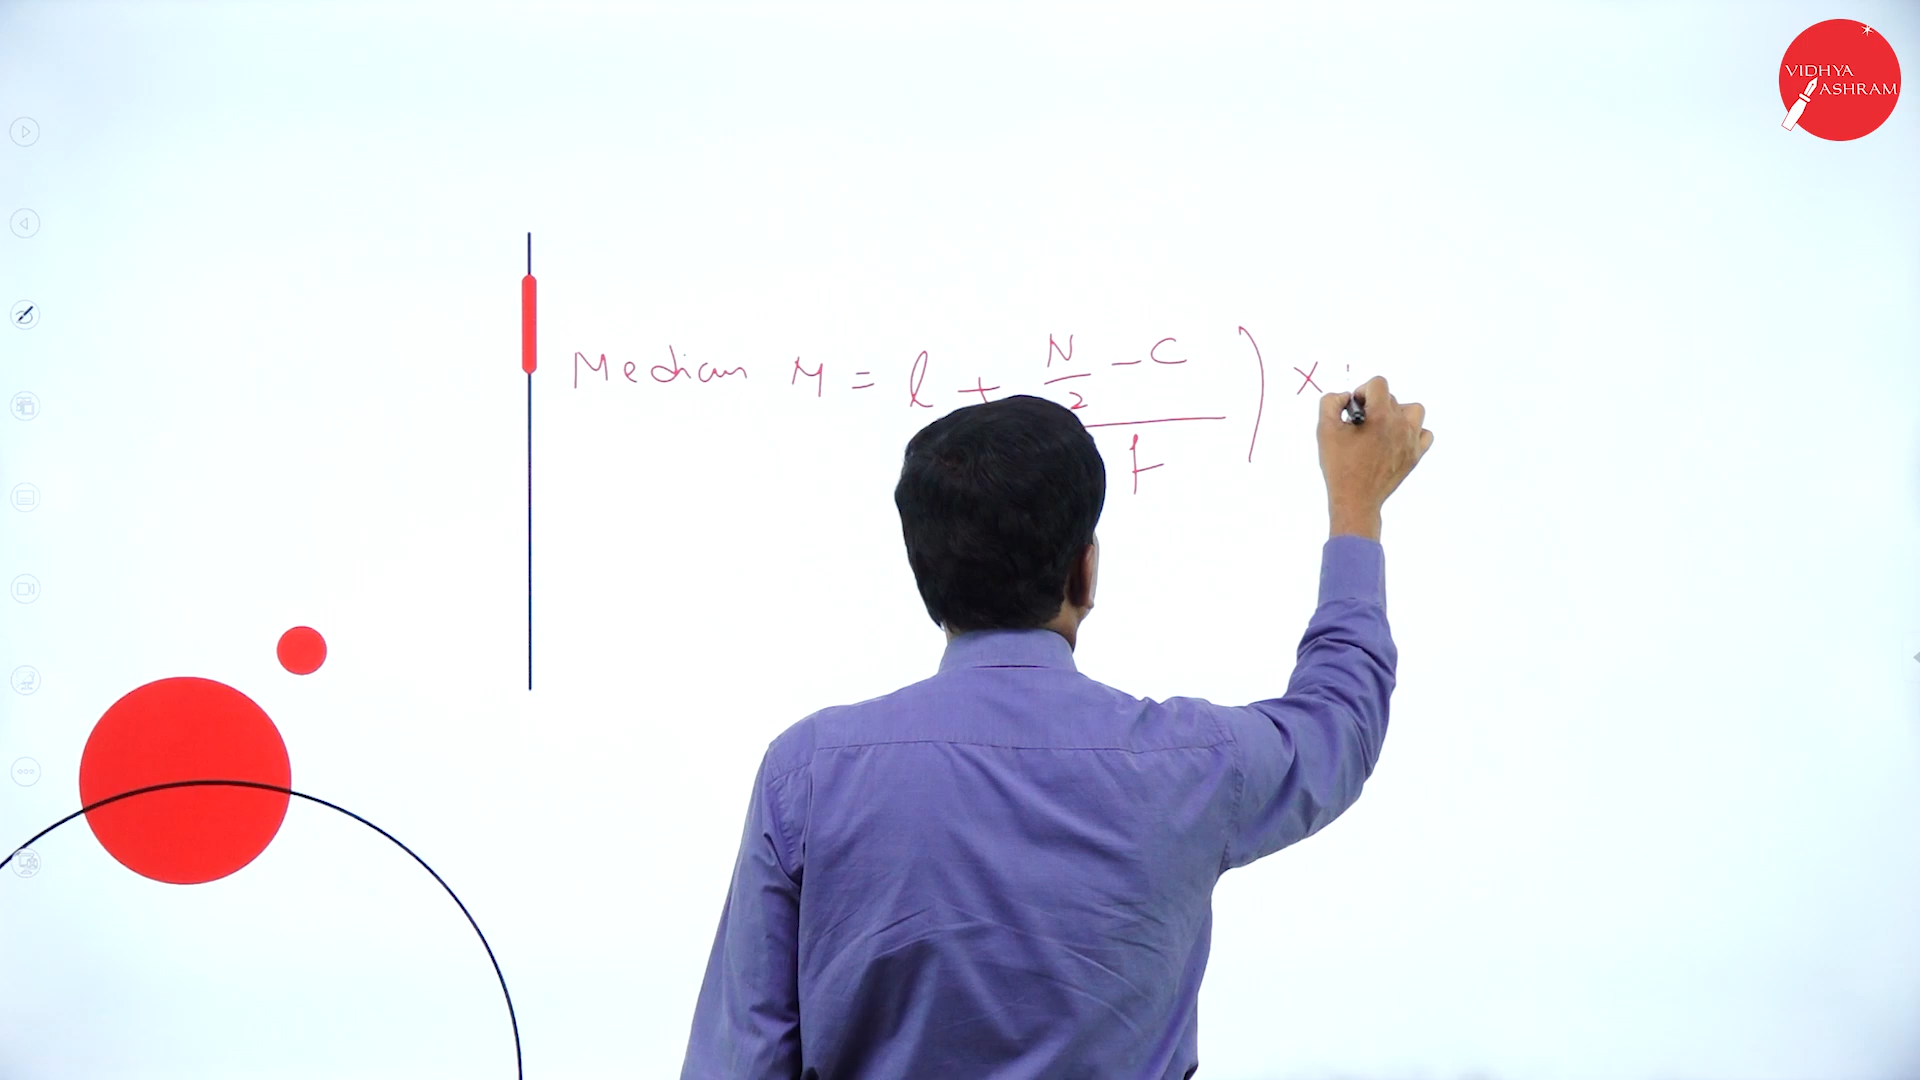 VIDHYA
ASHRAM
Median M = l + N/2 - C / f ) x i